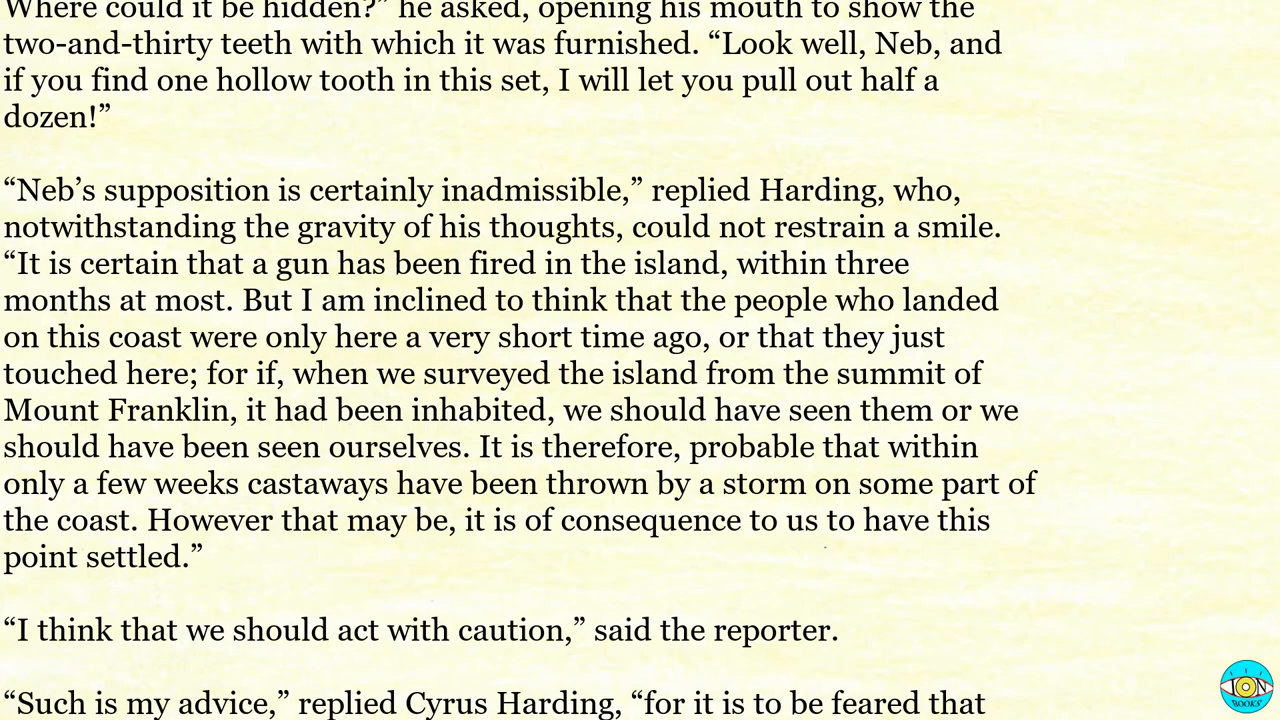 Where could it be hidden?” he asked, opening his mouth to show the
two-and-thirty teeth with which it was furnished. “Look well, Neb, and
if you find one hollow tooth in this set, I will let you pull out half a
dozen!”
“Neb’s supposition is certainly inadmissible,” replied Harding, who,
notwithstanding the gravity of his thoughts, could not restrain a smile.
“It is certain that a gun has been fired in the island, within three
months at most. But I am inclined to think that the people who landed
on this coast were only here a very short time ago, or that they just
touched here; for if, when we surveyed the island from the summit of
Mount Franklin, it had been inhabited, we should have seen them or we
should have been seen ourselves. It is therefore, probable that within
only a few weeks castaways have been thrown by a storm on some part of
the coast. However that may be, it is of consequence to us to have this
point settled.”
“I think that we should act with caution,” said the reporter.
“Such is my advice,” replied Cyrus Harding, “for it is to be feared that
ION
BOOKS